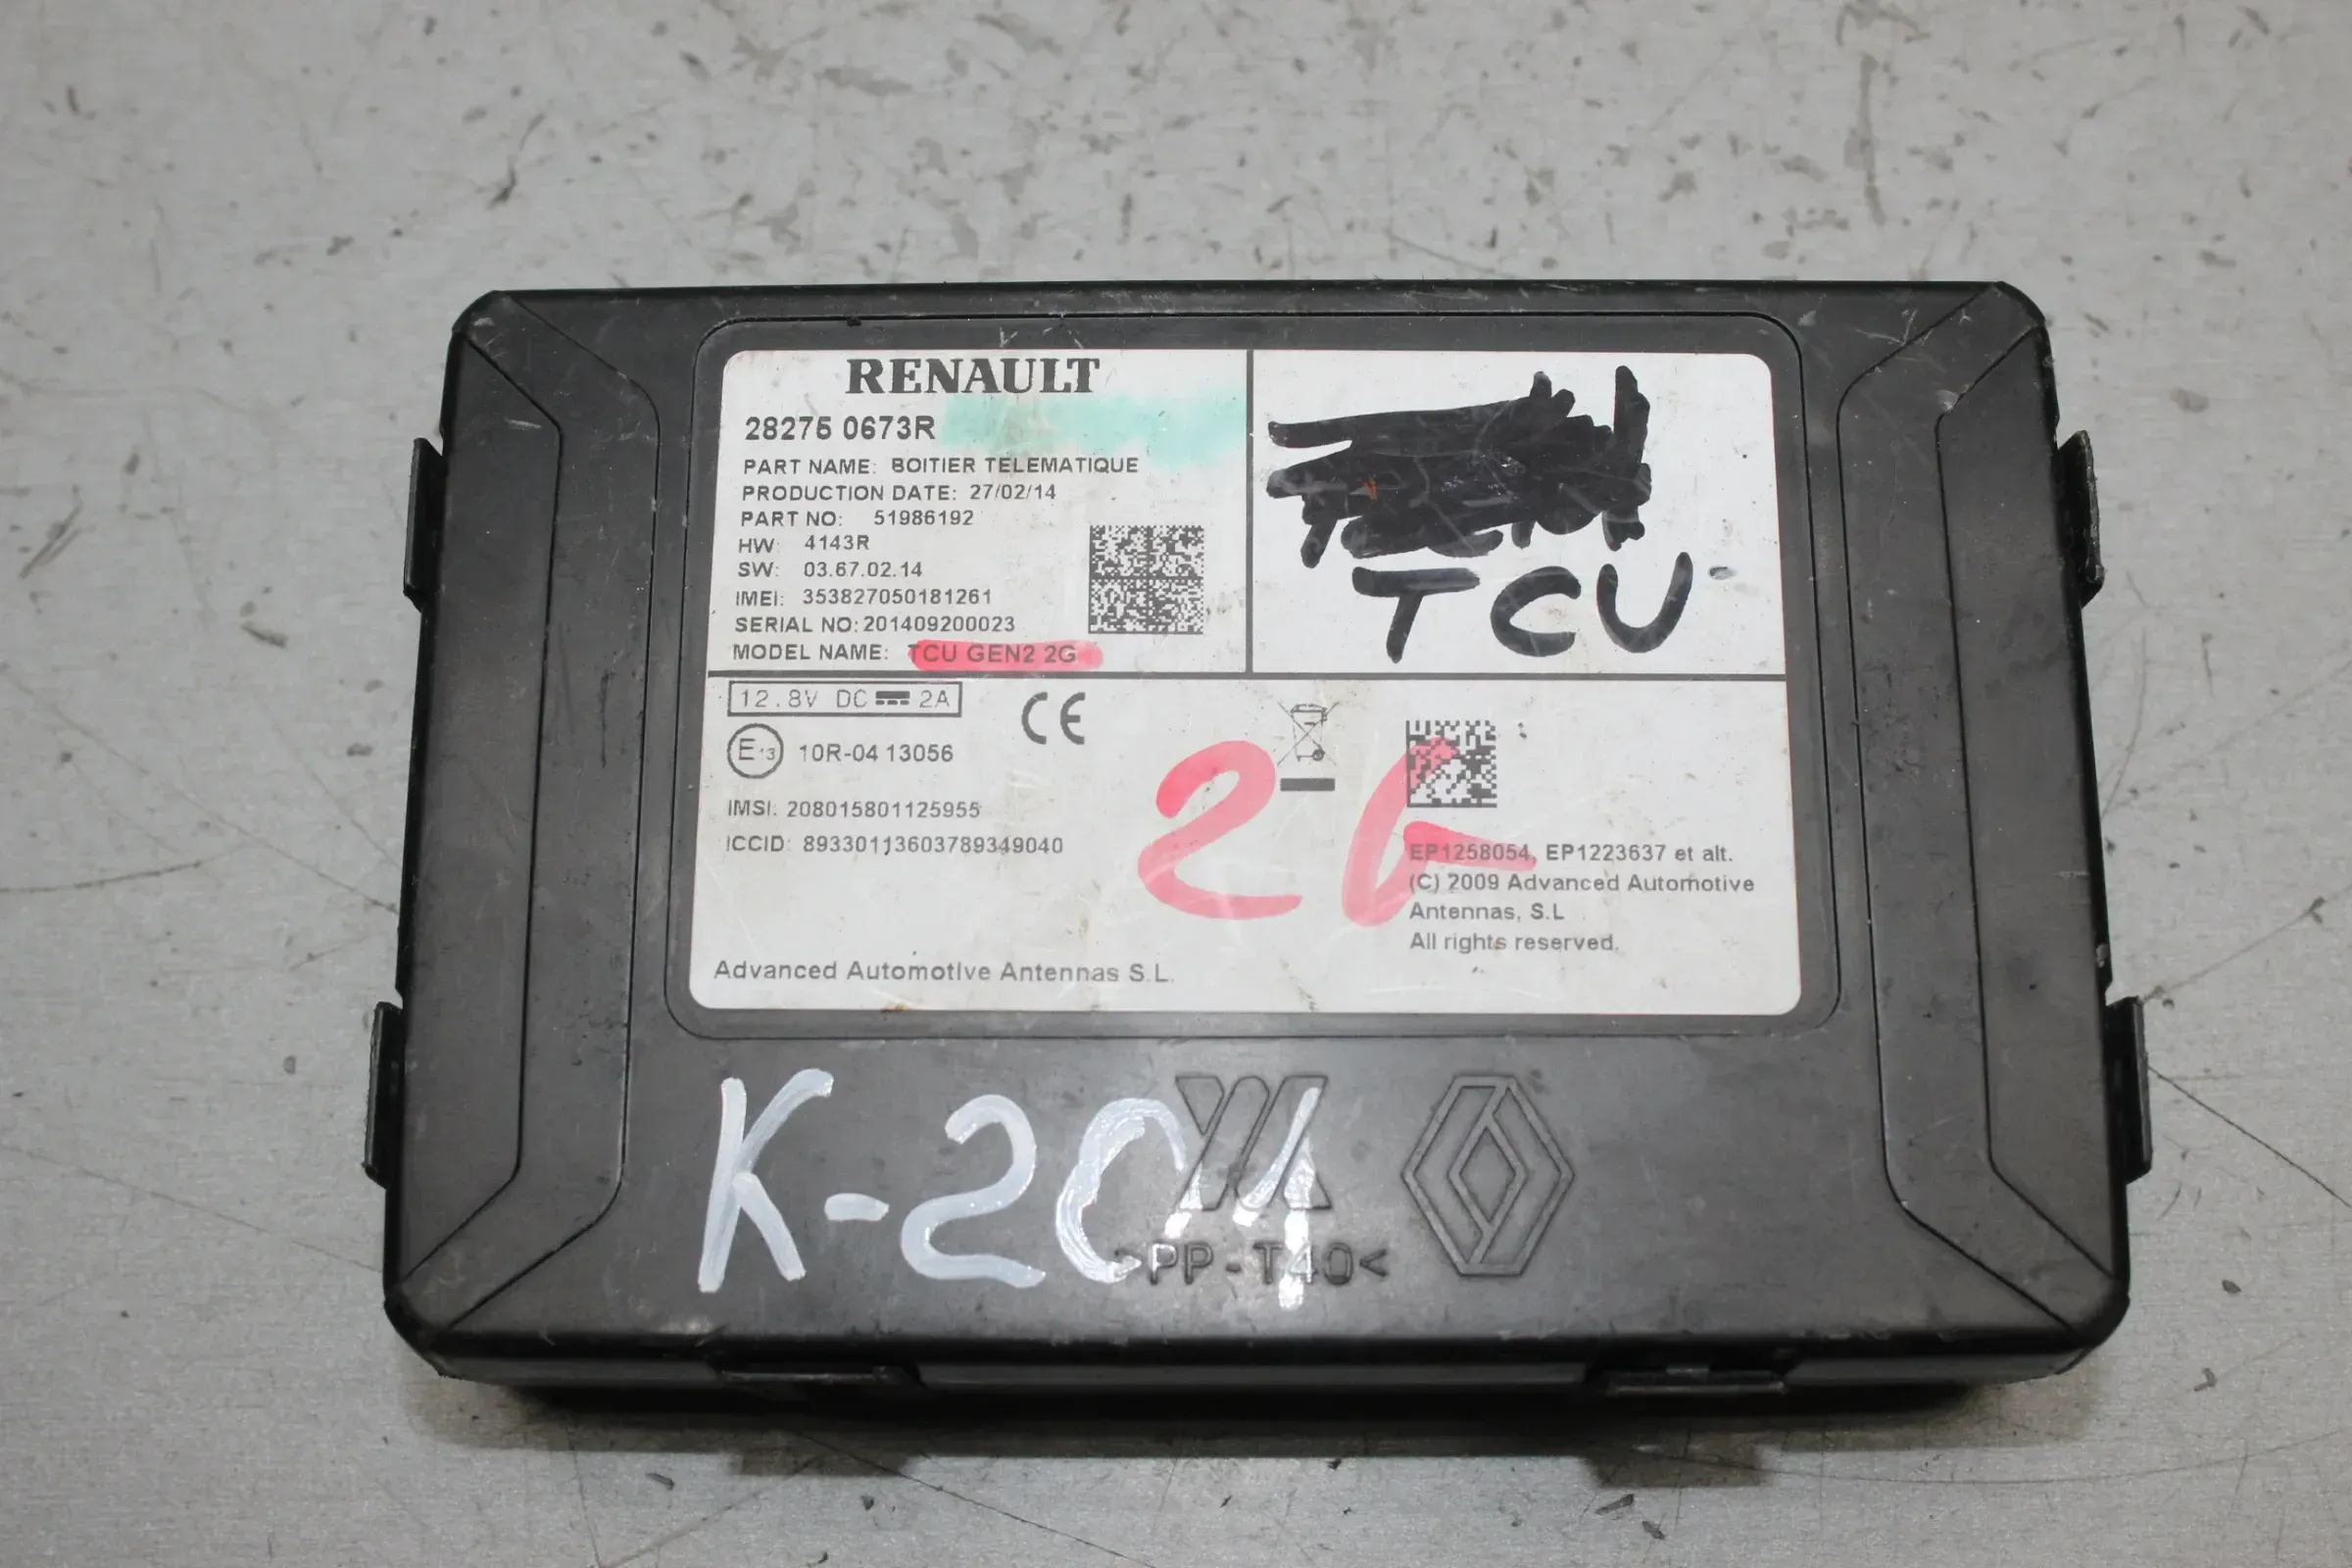 RENAULT
28275 0673R
PART NAME: BOITIER TELEMATIQUE
PRODUCTION DATE: 27/02/14
PART NO: 51986192
HW: 4143R
SW: 03.67.02.14
IMEI: 353827050181261
SERIAL NO:201409200023
MODEL NAME: TCU GEN2 2G
TCU
12.8V DC 2A
CE
E13 10R-04 13056
IMSI: 208015801125955
ICCID: 89330113603789349040
2G
EP1258054, EP1223637 et alt.
(C) 2009 Advanced Automotive
Antennas, S.L
All rights reserved.
Advanced Automotive Antennas S.L.
K-201
>PP-T40<